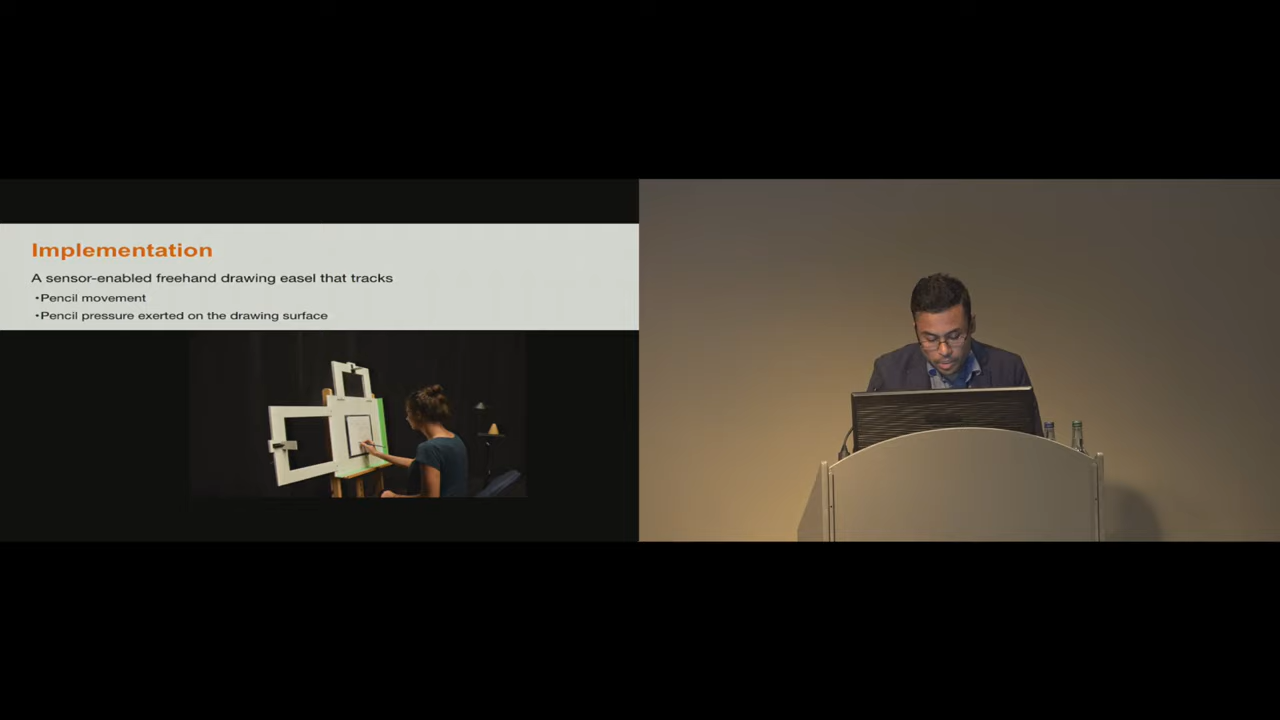 Implementation
A sensor-enabled freehand drawing easel that tracks
•Pencil movement
•Pencil pressure exerted on the drawing surface